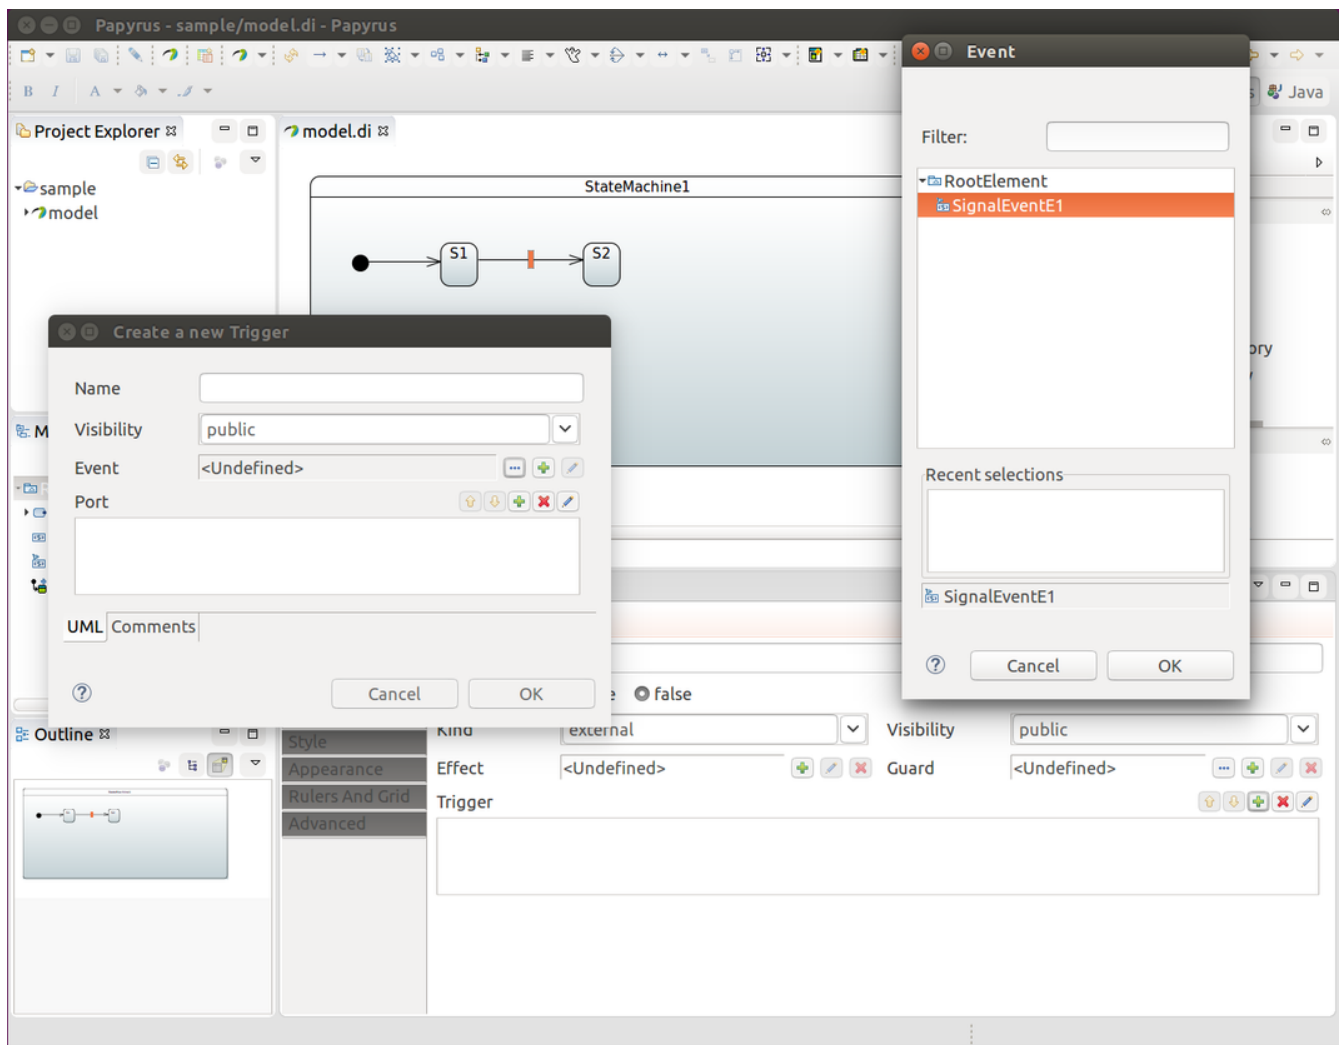 Papyrus - sample/model.di - Papyrus
Event
B I A
Java
Project Explorer
model.di
Filter:
sample
model
StateMachine1
RootElement
SignalEventE1
S1
S2
Create a new Trigger
Name
Visibility
public
Event
<Undefined>
Port
UML
Comments
Cancel
OK
M
ory
Recent selections
SignalEventE1
Cancel
OK
false
Outline
Style
Appearance
Rulers And Grid
Advanced
Kind
external
Visibility
public
Effect
<Undefined>
Guard
<Undefined>
Trigger